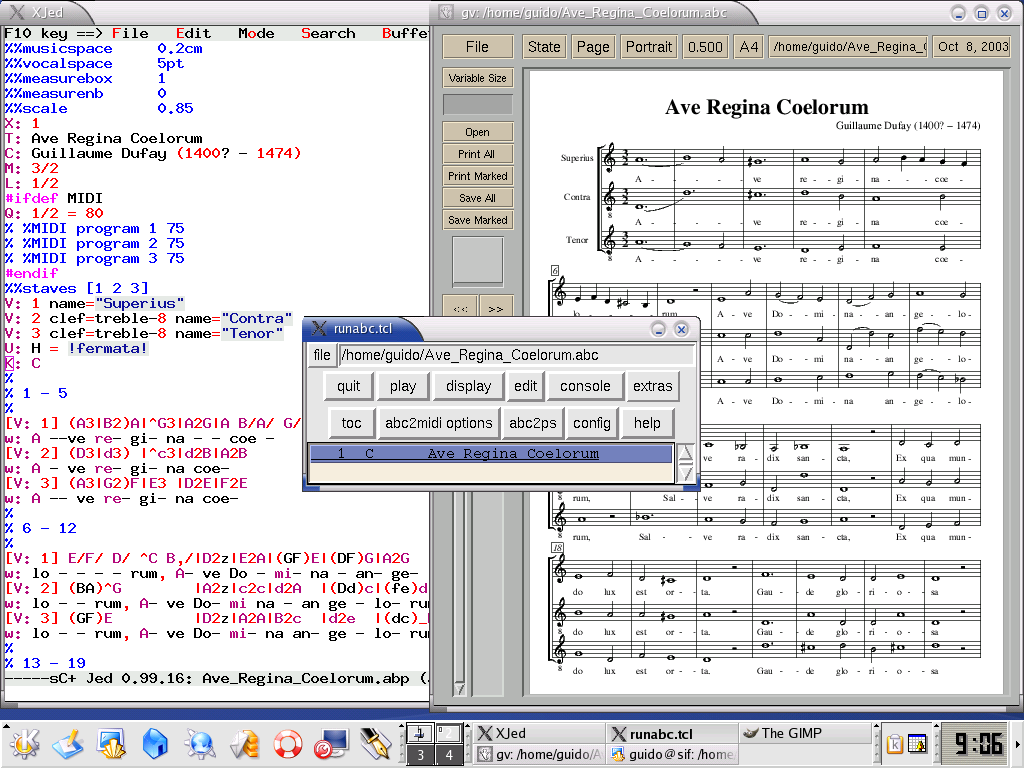 XJed
F10 key ==> File Edit Mode Search Buffe
%%musicspace 0.2cm
%%vocalspace 5pt
%%measurebox 1
%%measurenb 0
%%scale 0.85
X: 1
T: Ave Regina Coelorum
C: Guillaume Dufay (1400? - 1474)
M: 3/2
L: 1/2
#ifdef MIDI
Q: 1/2 = 80
% %MIDI program 1 75
% %MIDI program 2 75
% %MIDI program 3 75
#endif
%%staves [1 2 3]
V: 1 name="Superius"
V: 2 clef=treble-8 name="Contra"
V: 3 clef=treble-8 name="Tenor"
U: H = !fermata!
K: C
%
% 1 - 5
%
[V: 1] (A3|B2)A|^G3|A2G|A B/A/ G/
w: A --ve re- gi- na - - coe -
[V: 2] (D3|d3) |^c3|d2B|A2B
w: A - ve re- gi- na coe-
[V: 3] (A3|G2)F|E3 |D2E|F2E
w: A -- ve re- gi- na coe-
%
% 6 - 12
%
[V: 1] E/F/ D/ ^C B,/|D2z|E2A|(GF)E|(DF)G|A2G
w: lo - - - - rum, A- ve Do - mi- na - an- ge-
[V: 2] (BA)^G |A2z|c2c|d2A |(Dd)c|(fe)d
w: lo - - rum, A- ve Do- mi na - an ge - lo- rum
[V: 3] (GF)E |D2z|A2A|B2c |d2e |(dc)_
w: lo - - rum, A- ve Do- mi- na an- ge - lo- rum
%
% 13 - 19
-----sC+ Jed 0.99.16: Ave_Regina_Coelorum.abp (
gv: /home/guido/Ave_Regina_Coelorum.abc
File State Page Portrait 0.500 A4 /home/guido/Ave_Regina_ Oct 8, 2003
Variable Size
Open
Print All
Print Marked
Save All
Save Marked
<< >>
Ave Regina Coelorum
Guillaume Dufay (1400? – 1474)
Superius
A - ve re - gi - na coe -
Contra
A - ve re - gi - na coe -
Tenor
A - ve re - gi - na coe -
6
lo A ve Do - mi - na an - ge -
A ve Do - mi - na an ge - lo -
A - ve Do - mi - na an - ge - lo -
ve ra - dix san - cta, Ex qua mun -
rum, Sal - ve ra - dix san - cta, Ex qua mun -
rum, Sal - ve ra - dix san - cta, Ex qua mun -
18
do lux est or - ta. Gau - de glo - ri - o - sa
do lux est or - ta. Gau - de glo - ri - o - sa
do lux est or - ta. Gau - de glo - ri - o - sa
runabc.tcl
file /home/guido/Ave_Regina_Coelorum.abc
quit play display edit console extras
toc abc2midi options abc2ps config help
1 C Ave Regina Coelorum
1 2
3 4
XJed
runabc.tcl
The GIMP
gv: /home/guido/A
guido@sif: /home
9:06